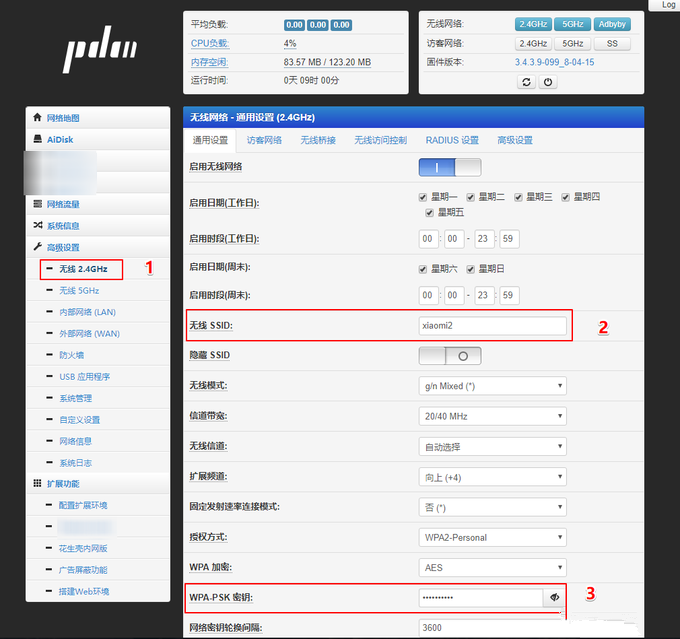 Log
pdcn
平均负载: 0.00 0.00 0.00
CPU负载: 4%
内存空闲: 83.57 MB / 123.20 MB
运行时间: 0天 09时 00分
无线网络: 2.4GHz 5GHz Adbyby
访客网络: 2.4GHz 5GHz SS
固件版本: 3.4.3.9-099_8-04-15
网络地图
AiDisk
网络流量
系统信息
高级设置
无线 2.4GHz 1
无线 5GHz
内部网络 (LAN)
外部网络 (WAN)
防火墙
USB 应用程序
系统管理
自定义设置
网络信息
系统日志
扩展功能
配置扩展环境
花生壳内网版
广告屏蔽功能
搭建Web环境
无线网络 - 通用设置 (2.4GHz)
通用设置 访客网络 无线桥接 无线访问控制 RADIUS 设置 高级设置
启用无线网络
启用日期(工作日): 星期一 星期二 星期三 星期四
星期五
启用时段(工作日): 00 : 00 - 23 : 59
启用日期(周末): 星期六 星期日
启用时段(周末): 00 : 00 - 23 : 59
无线 SSID: xiaomi2 2
隐藏 SSID
无线模式: g/n Mixed (*)
信道带宽: 20/40 MHz
无线信道: 自动选择
扩展频道: 向上 (+4)
固定发射速率连接模式: 否 (*)
授权方式: WPA2-Personal
WPA 加密: AES
WPA-PSK 密钥: •••••••••• 3
网络密钥轮换间隔: 3600